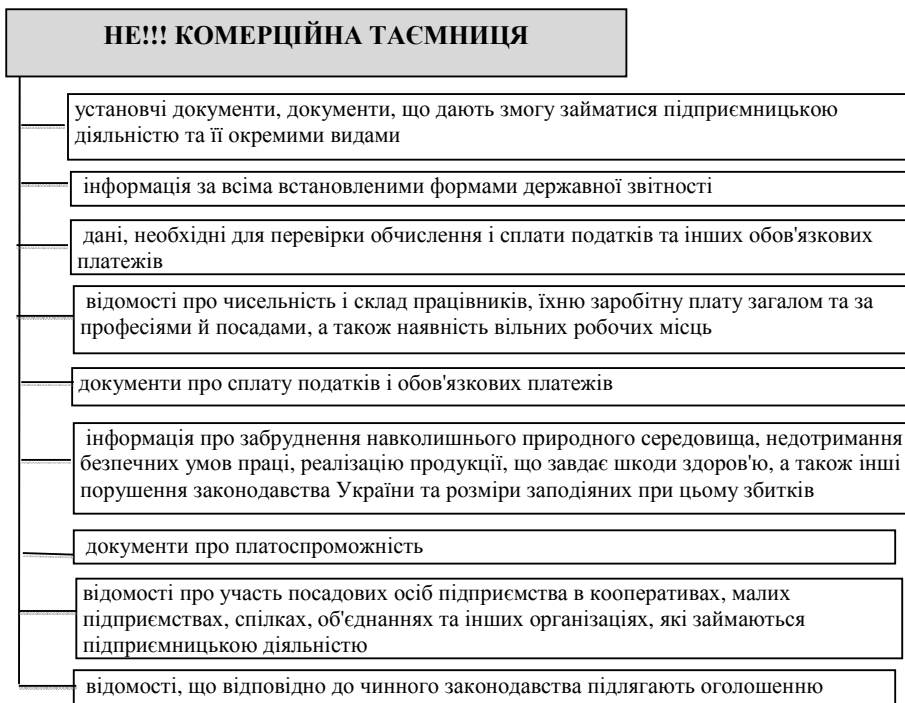 НЕ!!! КОМЕРЦІЙНА ТАЄМНИЦЯ
установчі документи, документи, що дають змогу займатися підприємницькою
діяльністю та її окремими видами
інформація за всіма встановленими формами державної звітності
дані, необхідні для перевірки обчислення і сплати податків та інших обов'язкових
платежів
відомості про чисельність і склад працівників, їхню заробітну плату загалом та за
професіями й посадами, а також наявність вільних робочих місць
документи про сплату податків і обов'язкових платежів
інформація про забруднення навколишнього природного середовища, недотримання
безпечних умов праці, реалізацію продукції, що завдає шкоди здоров'ю, а також інші
порушення законодавства України та розміри заподіяних при цьому збитків
документи про платоспроможність
відомості про участь посадових осіб підприємства в кооперативах, малих
підприємствах, спілках, об'єднаннях та інших організаціях, які займаються
підприємницькою діяльністю
відомості, що відповідно до чинного законодавства підлягають оголошенню